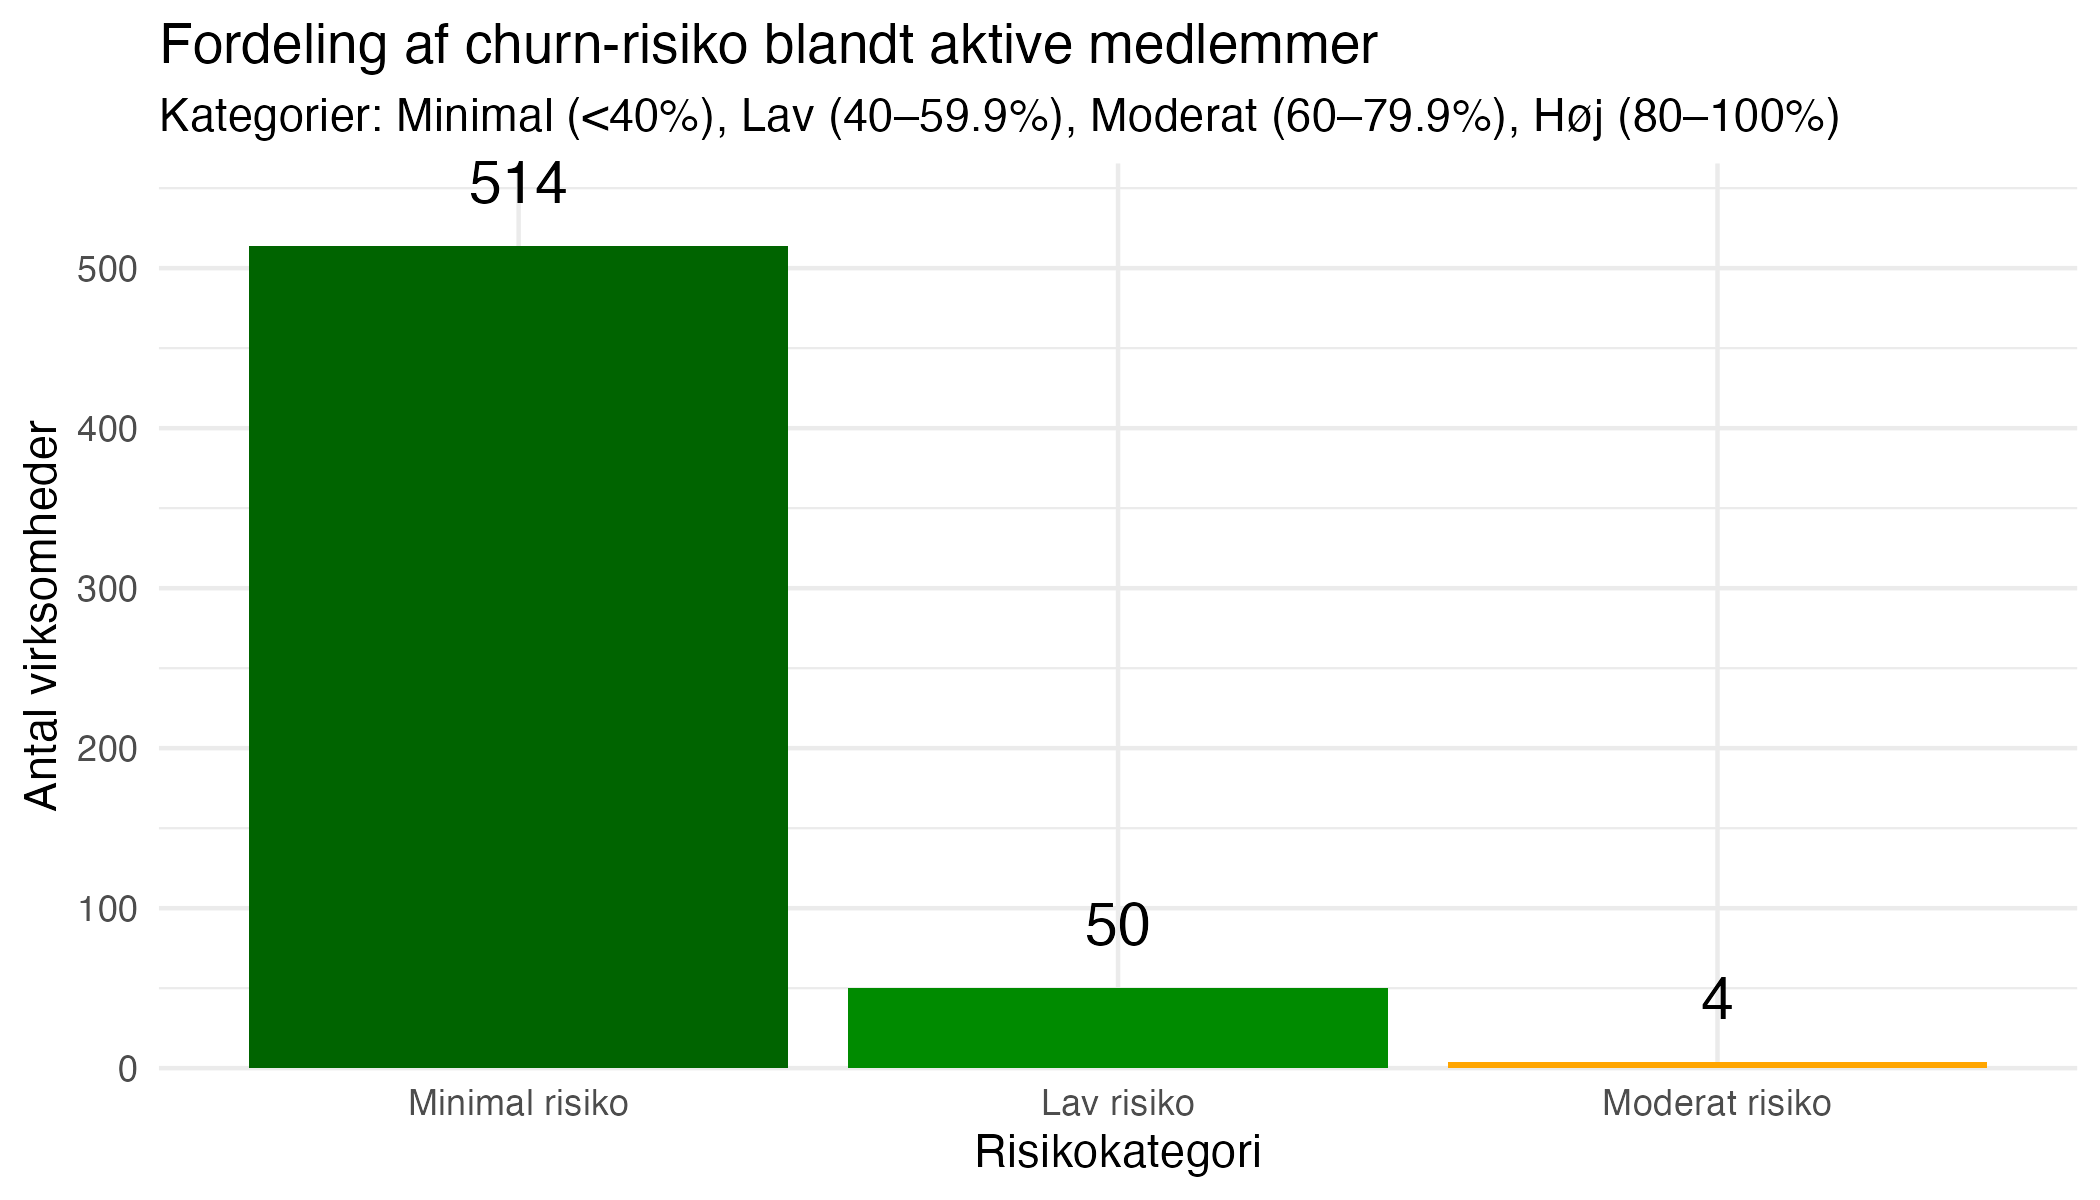 Fordeling af churn-risiko blandt aktive medlemmer
Kategorier: Minimal (<40%), Lav (40–59.9%), Moderat (60–79.9%), Høj (80–100%)
514
50
4
500
400
300
200
100
0
Antal virksomheder
Minimal risiko
Lav risiko
Moderat risiko
Risikokategori